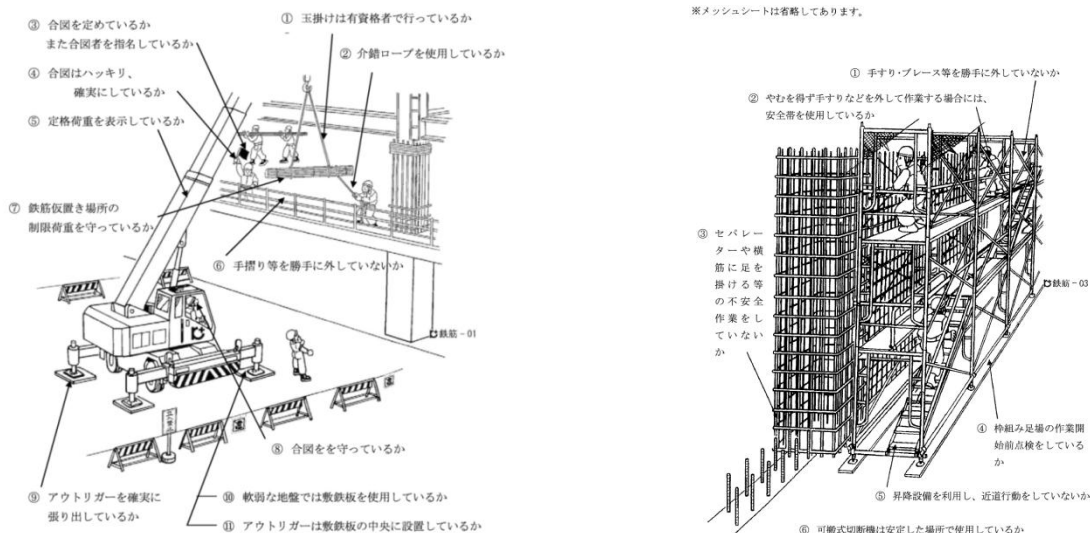 ① 玉掛けは有資格者で行っているか
② 介錯ロープを使用しているか
③ 合図を定めているか
また合図者を指名しているか
④ 合図はハッキリ、
確実にしているか
⑤ 定格荷重を表示しているか
⑦ 鉄筋仮置き場所の
制限荷重を守っているか
⑥ 手摺り等を勝手に外していないか
鉄筋－01
⑧ 合図をを守っているか
⑨ アウトリガーを確実に
張り出しているか
⑩ 軟弱な地盤では敷鉄板を使用しているか
⑪ アウトリガーは敷鉄板の中央に設置しているか
※メッシュシートは省略してあります。
① 手すり・ブレース等を勝手に外していないか
② やむを得ず手すりなどを外して作業する場合には、
安全帯を使用しているか
③ セパレー
ターや横
筋に足を
掛ける等
の不安全
作業をし
ていない
か
鉄筋－03
④ 枠組み足場の作業開
始前点検をしている
か
⑤ 昇降設備を利用し、近道行動をしていないか
⑥ 可搬式切断機は安定した場所で使用しているか